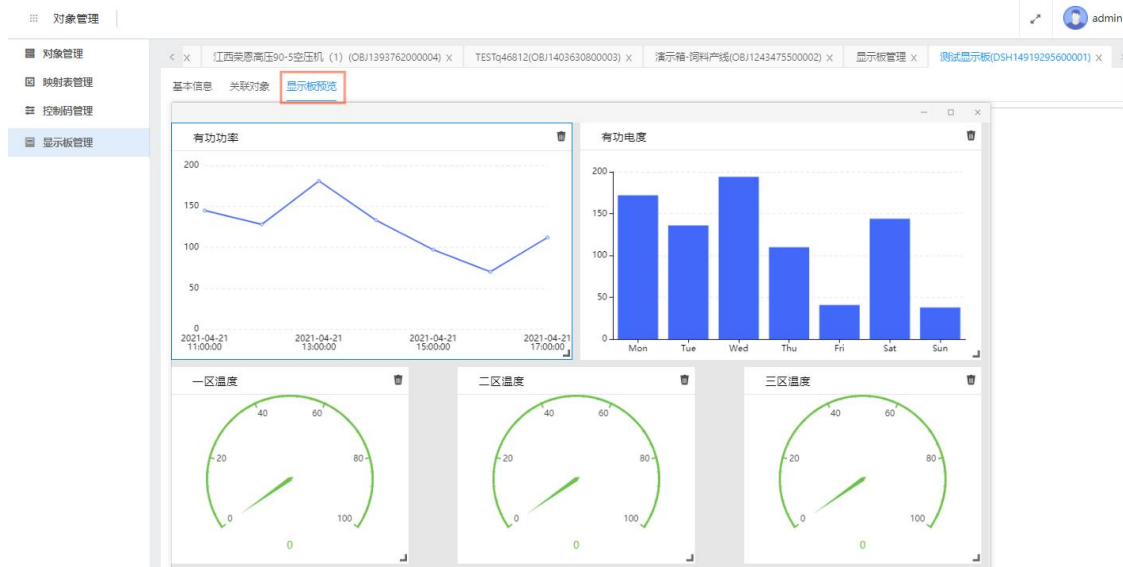 对象管理
admin
对象管理
映射表管理
控制码管理
显示板管理
< x 江西荣恩高压90-5空压机（1）(OBJ1393762000004) x TESTq46812(OBJ1403630800003) x 演示箱-饲料产线(OBJ1243475500002) x 显示板管理 x 测试显示板(DSH14919295600001) x
基本信息 关联对象 显示板预览
有功功率
200
150
100
50
0
2021-04-21 11:00:00
2021-04-21 13:00:00
2021-04-21 15:00:00
2021-04-21 17:00:00
有功电度
200
150
100
50
0
Mon Tue Wed Thu Fri Sat Sun
一区温度
40 60
20 80
0 100
0
二区温度
40 60
20 80
0 100
0
三区温度
40 60
20 80
0 100
0